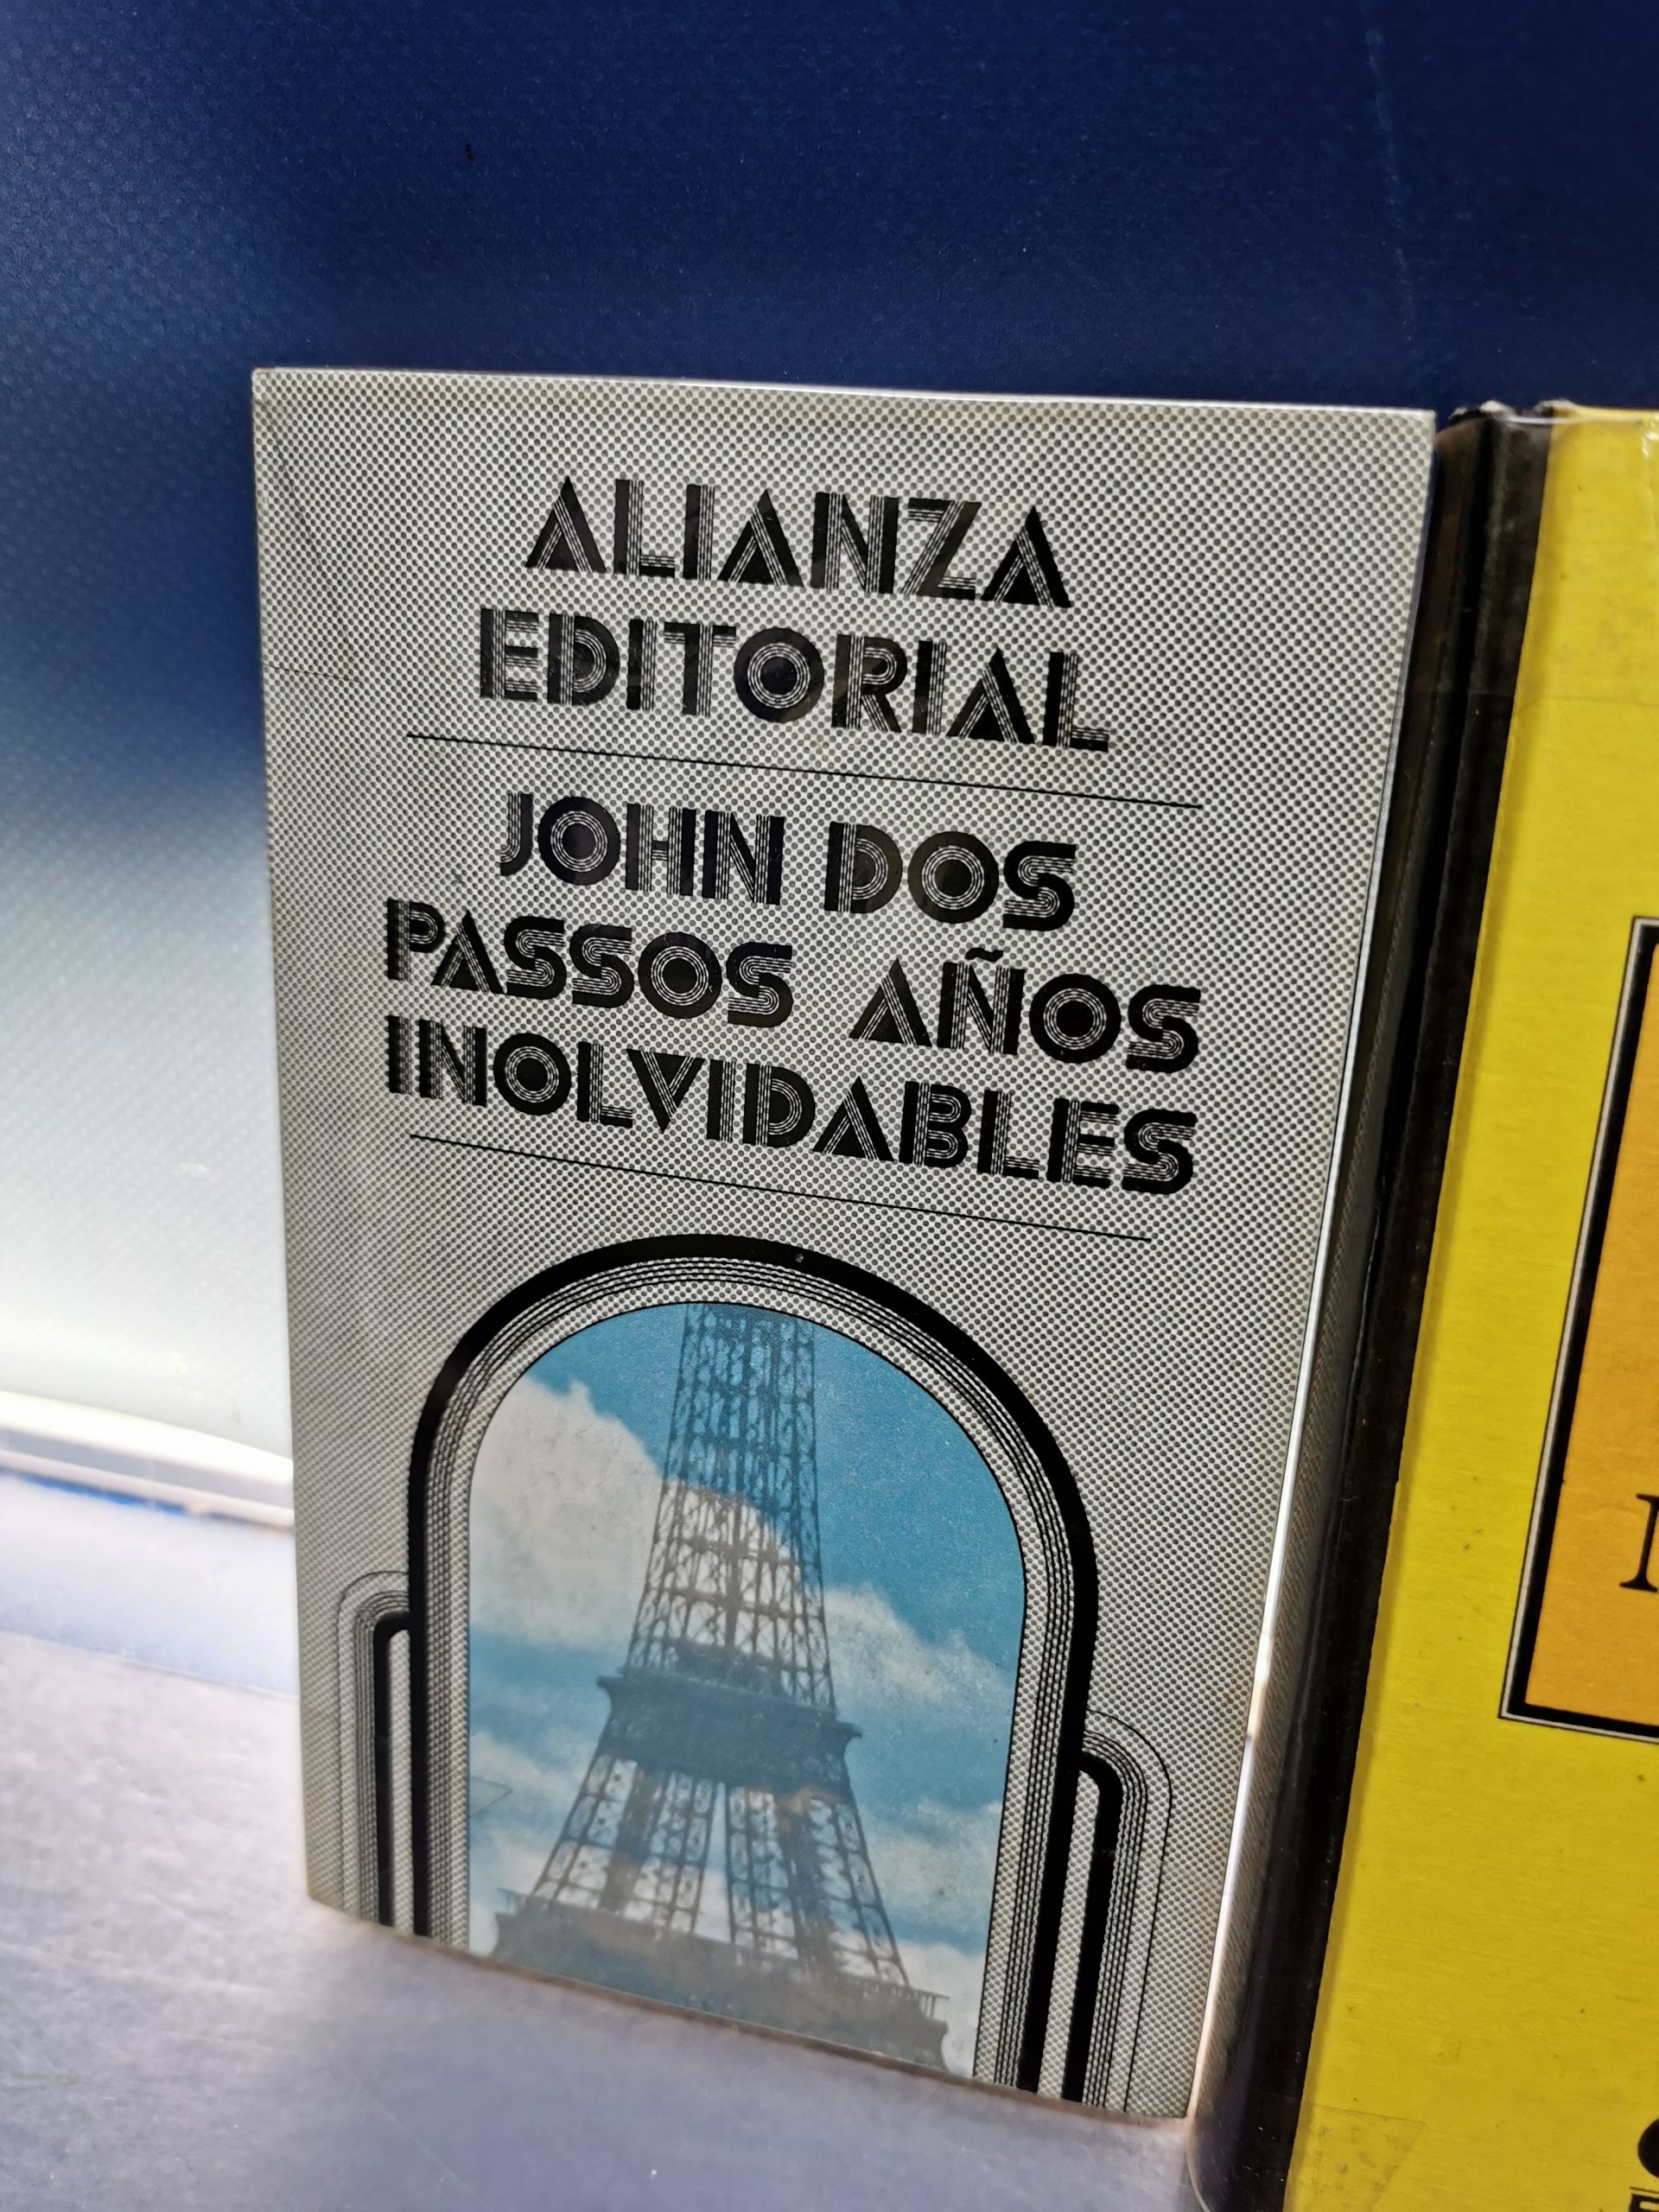 ALIANZA
EDITORIAL
JOHN DOS
PASSOS AÑOS
INOLVIDABLES